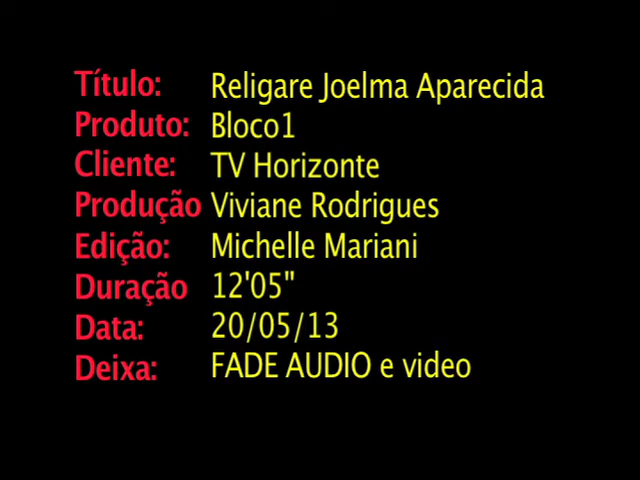 Título: Religare Joelma Aparecida
Produto: Bloco1
Cliente: TV Horizonte
Produção Viviane Rodrigues
Edição: Michelle Mariani
Duração 12'05"
Data: 20/05/13
Deixa: FADE AUDIO e video